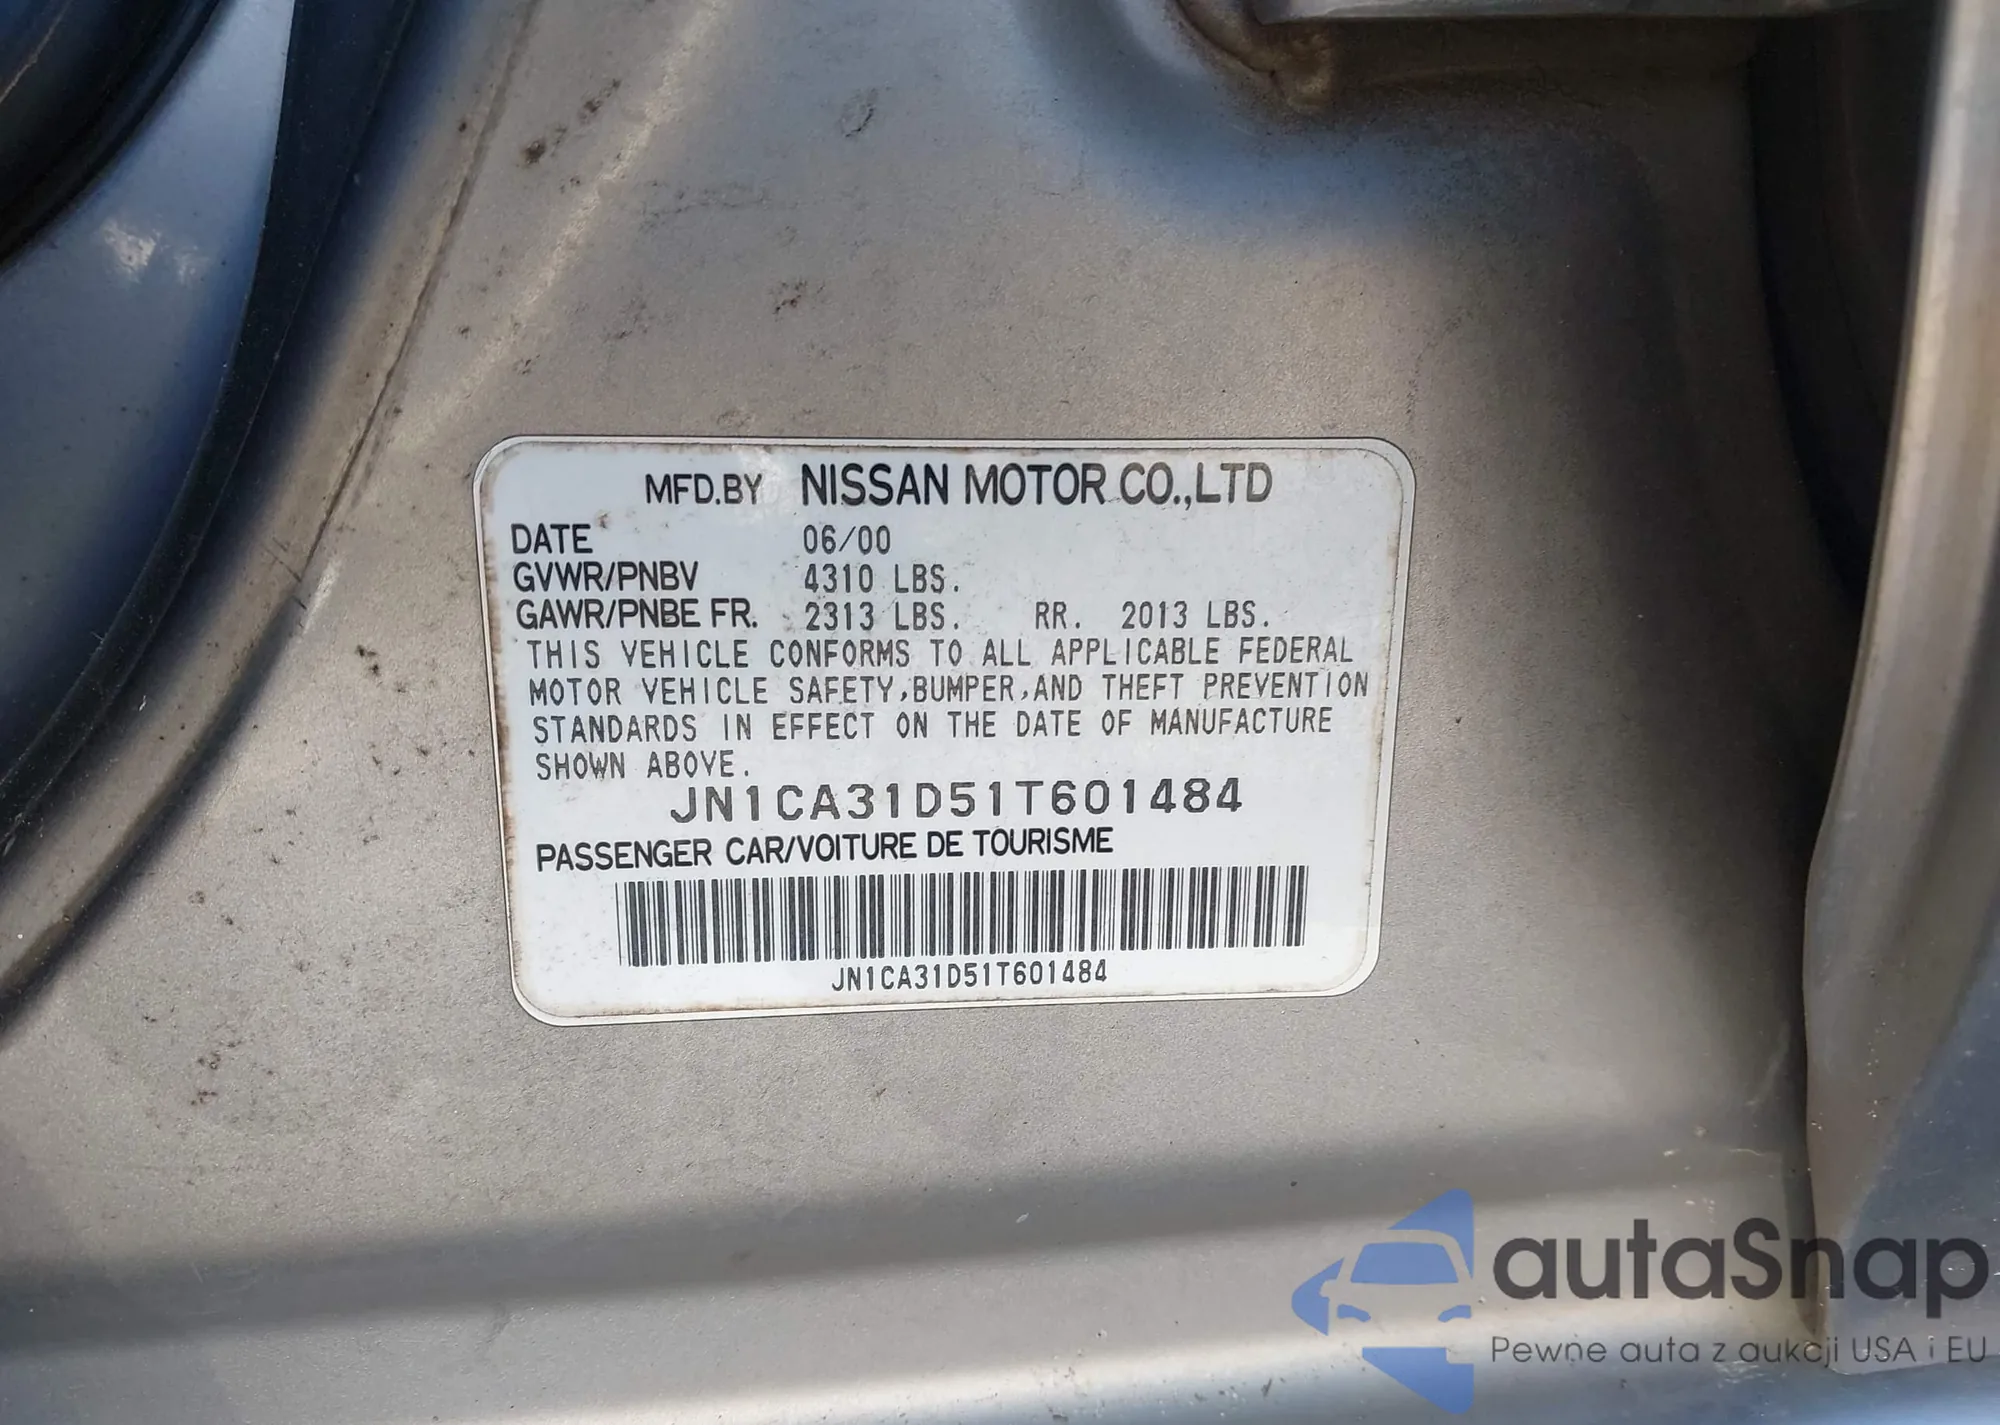 MFD.BY NISSAN MOTOR CO.,LTD
DATE 06/00
GVWR/PNBV 4310 LBS.
GAWR/PNBE FR. 2313 LBS. RR. 2013 LBS.
THIS VEHICLE CONFORMS TO ALL APPLICABLE FEDERAL
MOTOR VEHICLE SAFETY,BUMPER,AND THEFT PREVENTION
STANDARDS IN EFFECT ON THE DATE OF MANUFACTURE
SHOWN ABOVE.
JN1CA31D51T601484
PASSENGER CAR/VOITURE DE TOURISME
JN1CA31D51T601484
autaSnap
Pewne auta z aukcji USA i EU